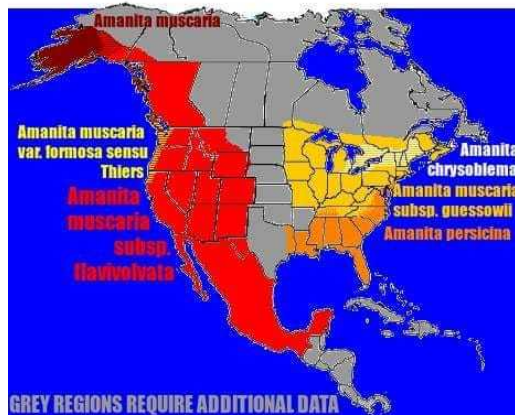 Amanita muscaria
Amanita muscaria
var. formosa sensu
Thiers
Amanita
muscaria
subsp.
flavivolvata
Amanita
chrysoblema
Amanita muscaria
subsp. guessowii
Amanita persicina
GREY REGIONS REQUIRE ADDITIONAL DATA